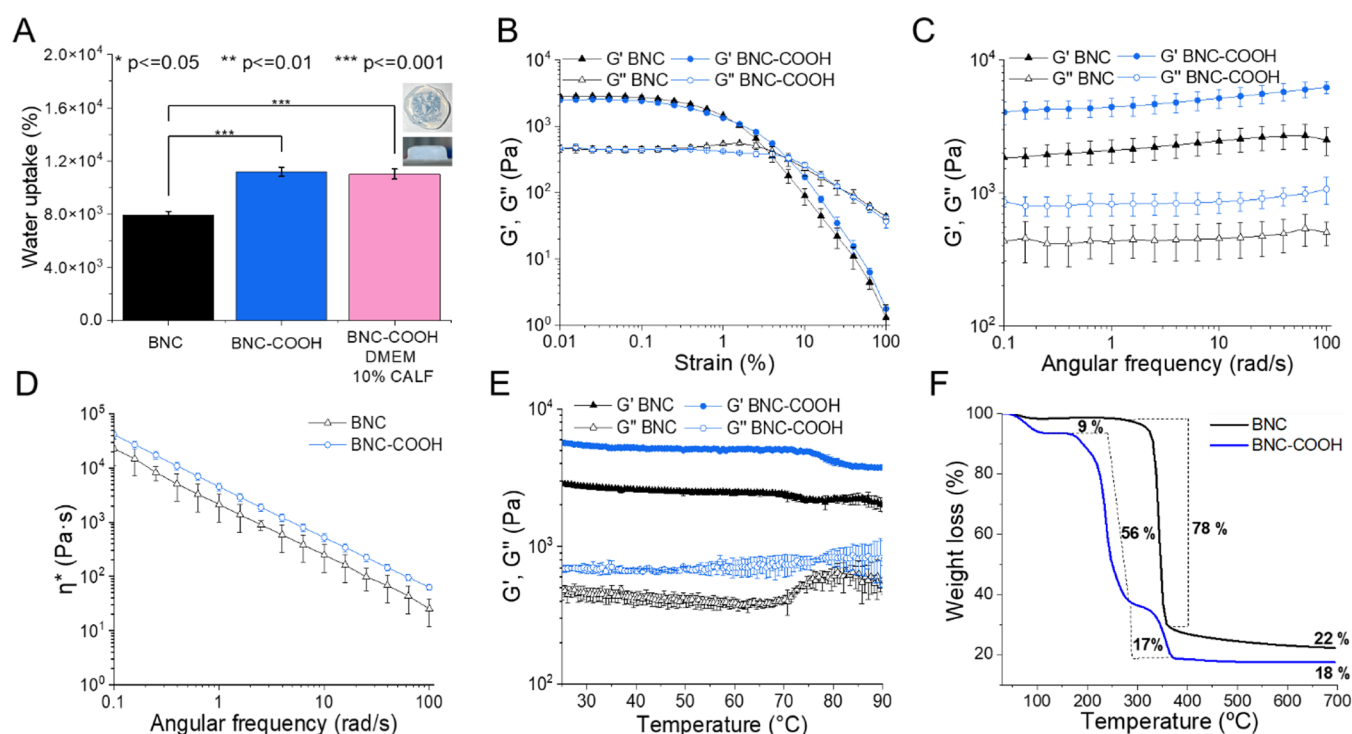 A
* p<=0.05 ** p<=0.01 *** p<=0.001
Water uptake (%)
2.0×10⁴
1.6×10⁴
1.2×10⁴
8.0×10³
4.0×10³
0.0
***
***
BNC
BNC-COOH
BNC-COOH
DMEM
10% CALF
B
G' BNC G' BNC-COOH
G'' BNC G'' BNC-COOH
G', G'' (Pa)
10⁴
10³
10²
10¹
10⁰
0.01 0.1 1 10 100
Strain (%)
C
G' BNC G' BNC-COOH
G'' BNC G'' BNC-COOH
G', G'' (Pa)
10⁴
10³
10²
0.1 1 10 100
Angular frequency (rad/s)
D
BNC
BNC-COOH
η* (Pa·s)
10⁵
10⁴
10³
10²
10¹
10⁰
0.1 1 10 100
Angular frequency (rad/s)
E
G' BNC G' BNC-COOH
G'' BNC G'' BNC-COOH
G', G'' (Pa)
10⁴
10³
10²
30 40 50 60 70 80 90
Temperature (°C)
F
BNC
BNC-COOH
Weight loss (%)
100
80
60
40
20
9 %
56 %
78 %
17%
22 %
18 %
100 200 300 400 500 600 700
Temperature (ºC)